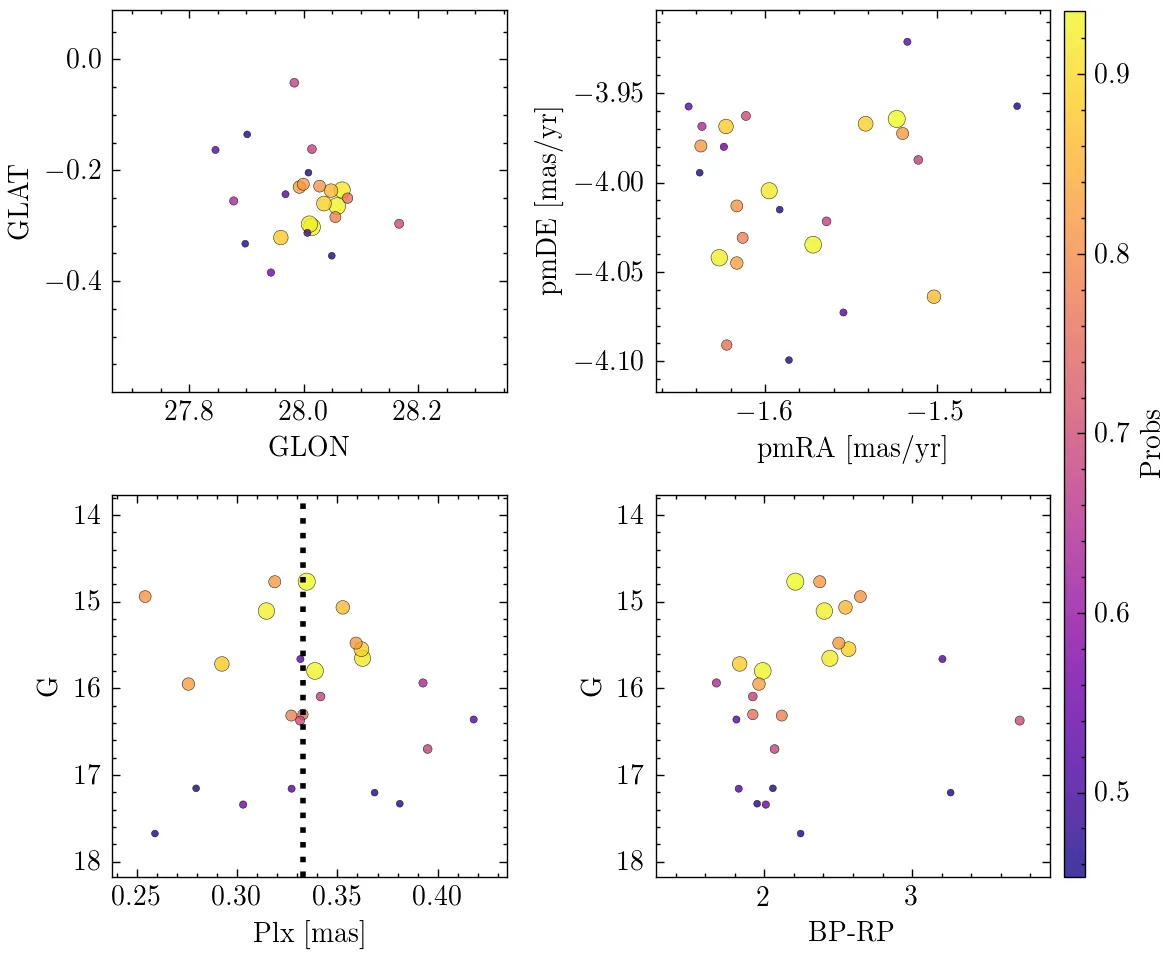 0.0
−0.2
−0.4
GLAT
27.8 28.0 28.2
GLON
−3.95
−4.00
−4.05
−4.10
pmDE [mas/yr]
−1.6 −1.5
pmRA [mas/yr]
14
15
16
17
18
G
0.25 0.30 0.35 0.40
Plx [mas]
14
15
16
17
18
G
2 3
BP-RP
0.9
0.8
0.7
0.6
0.5
Probs